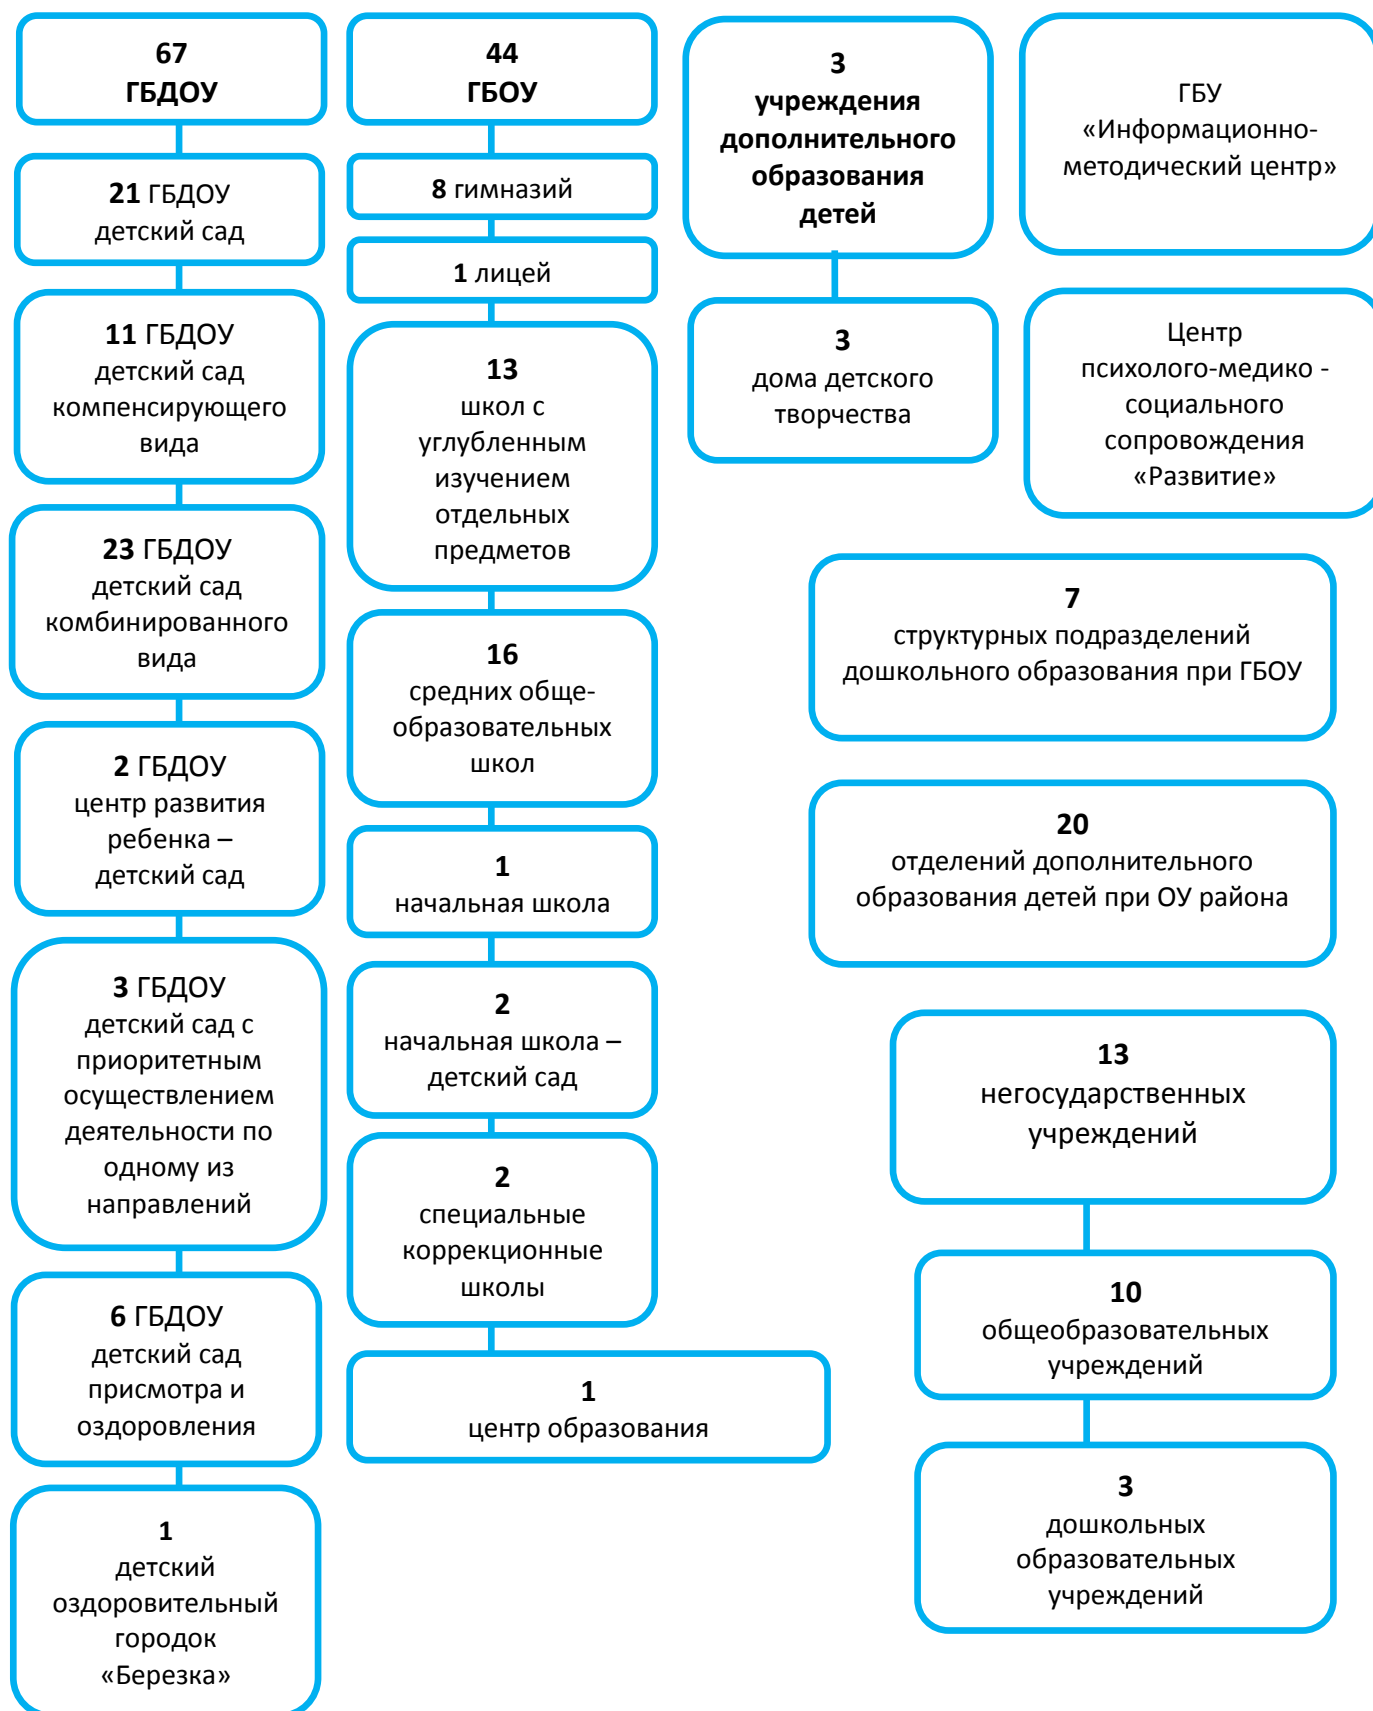 67
ГБДОУ
21 ГБДОУ
детский сад
11 ГБДОУ
детский сад
компенсирующего
вида
23 ГБДОУ
детский сад
комбинированного
вида
2 ГБДОУ
центр развития
ребенка –
детский сад
3 ГБДОУ
детский сад с
приоритетным
осуществлением
деятельности по
одному из
направлений
6 ГБДОУ
детский сад
присмотра и
оздоровления
1
детский
оздоровительный
городок
«Березка»
44
ГБОУ
8 гимназий
1 лицей
13
школ с
углубленным
изучением
отдельных
предметов
16
средних обще-
образовательных
школ
1
начальная школа
2
начальная школа –
детский сад
2
специальные
коррекционные
школы
1
центр образования
3
учреждения
дополнительного
образования
детей
3
дома детского
творчества
ГБУ
«Информационно-
методический центр»
Центр
психолого-медико -
социального
сопровождения
«Развитие»
7
структурных подразделений
дошкольного образования при ГБОУ
20
отделений дополнительного
образования детей при ОУ района
13
негосударственных
учреждений
10
общеобразовательных
учреждений
3
дошкольных
образовательных
учреждений